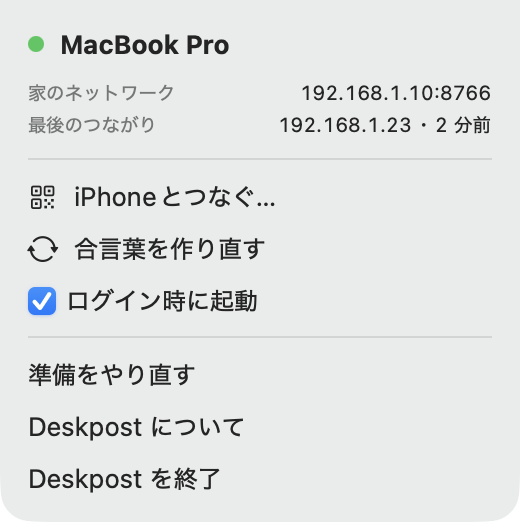 MacBook Pro
家のネットワーク 192.168.1.10:8766
最後のつながり 192.168.1.23・2 分前
iPhoneとつなぐ...
合言葉を作り直す
ログイン時に起動
準備をやり直す
Deskpost について
Deskpost を終了